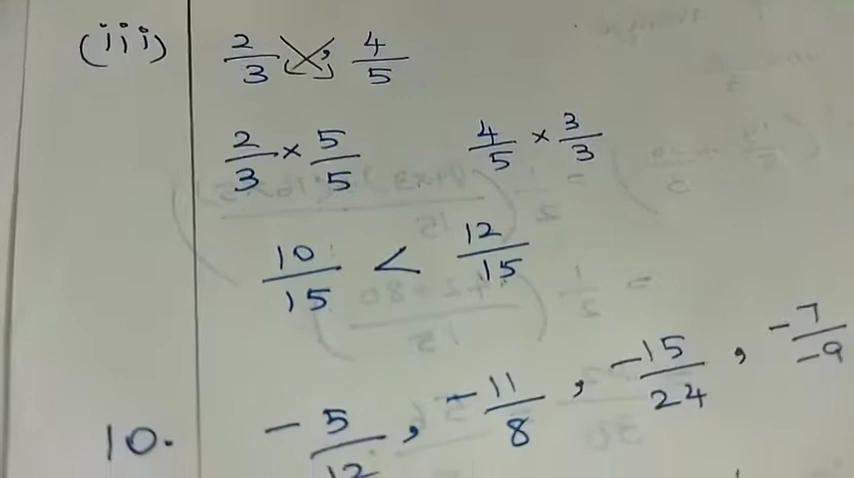 (iii) 2/3 , 4/5
2/3 × 5/5    4/5 × 3/3
10/15 < 12/15
10. -5/12 , -11/8 , -15/24 , -7/-9